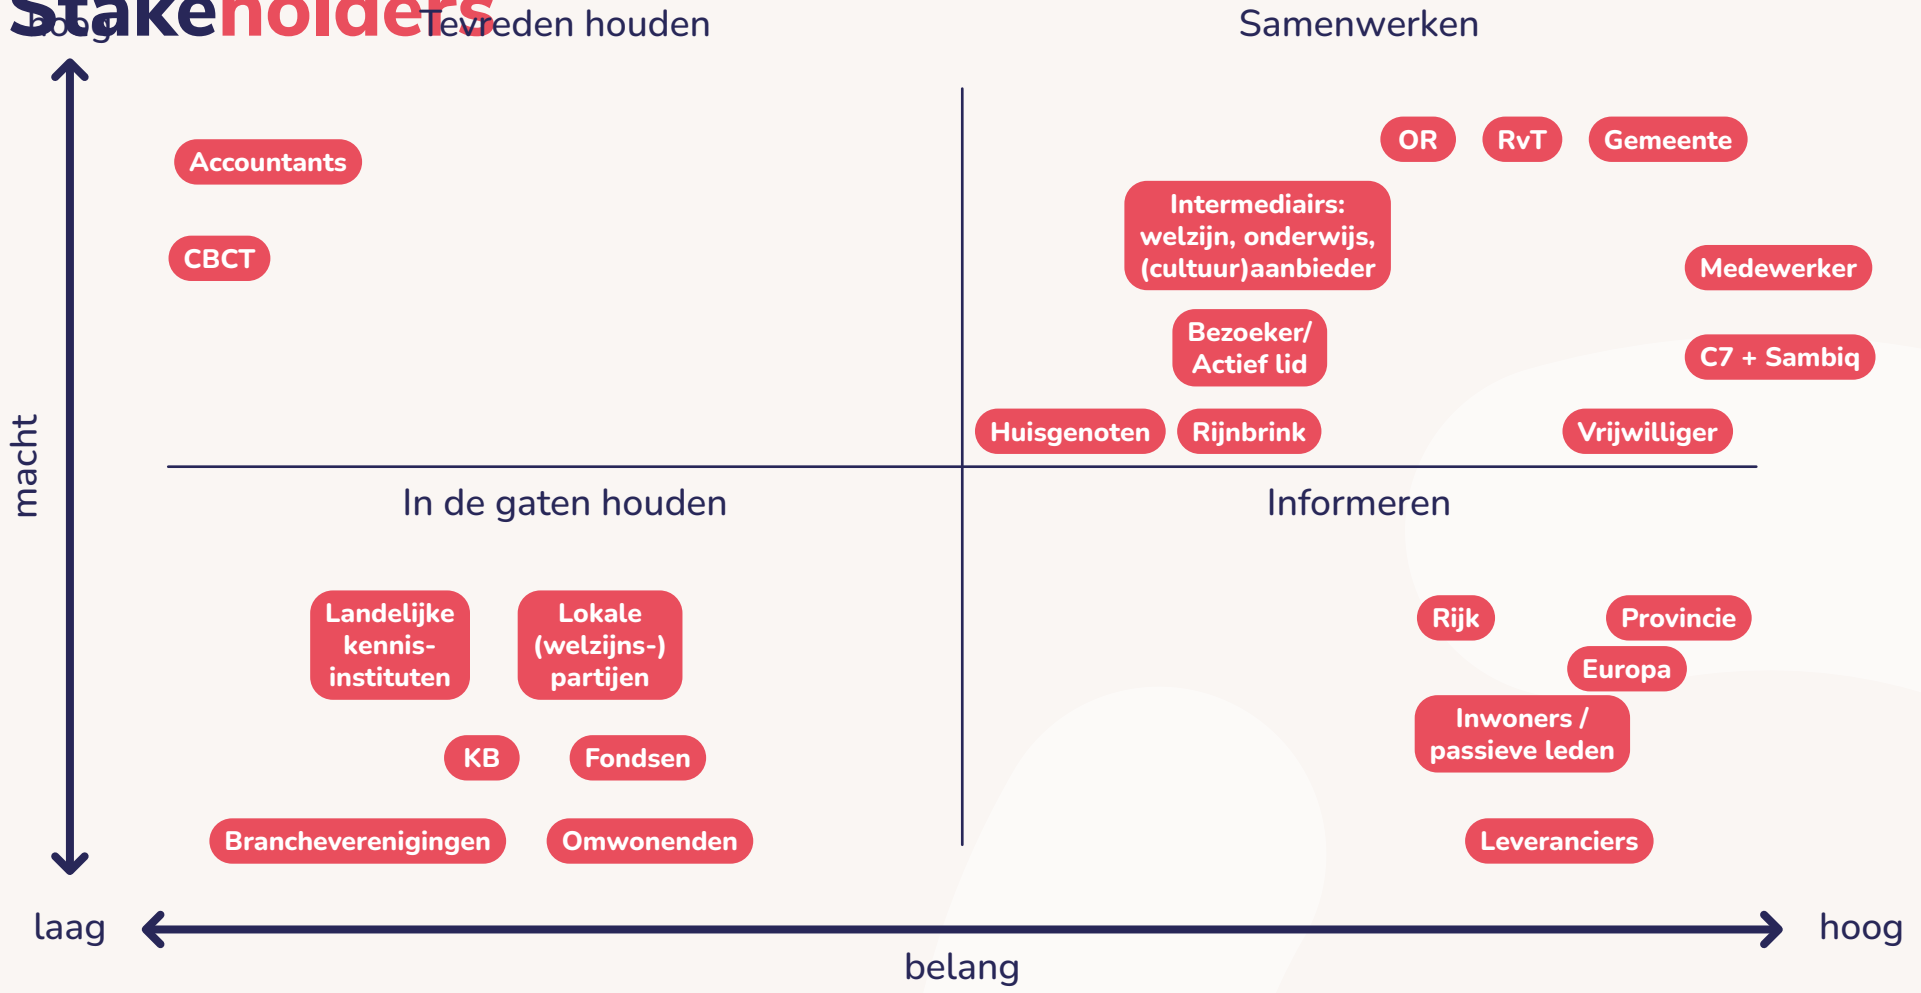 Stakeholders
hoog
Tevreden houden
Samenwerken
Accountants
CBCT
OR
RvT
Gemeente
Intermediairs:
welzijn, onderwijs,
(cultuur)aanbieder
Medewerker
Bezoeker/
Actief lid
C7 + Sambiq
Huisgenoten
Rijnbrink
Vrijwilliger
macht
In de gaten houden
Informeren
Landelijke
kennis-
instituten
Lokale
(welzijns-)
partijen
KB
Fondsen
Brancheverenigingen
Omwonenden
Rijk
Provincie
Europa
Inwoners /
passieve leden
Leveranciers
laag
hoog
belang